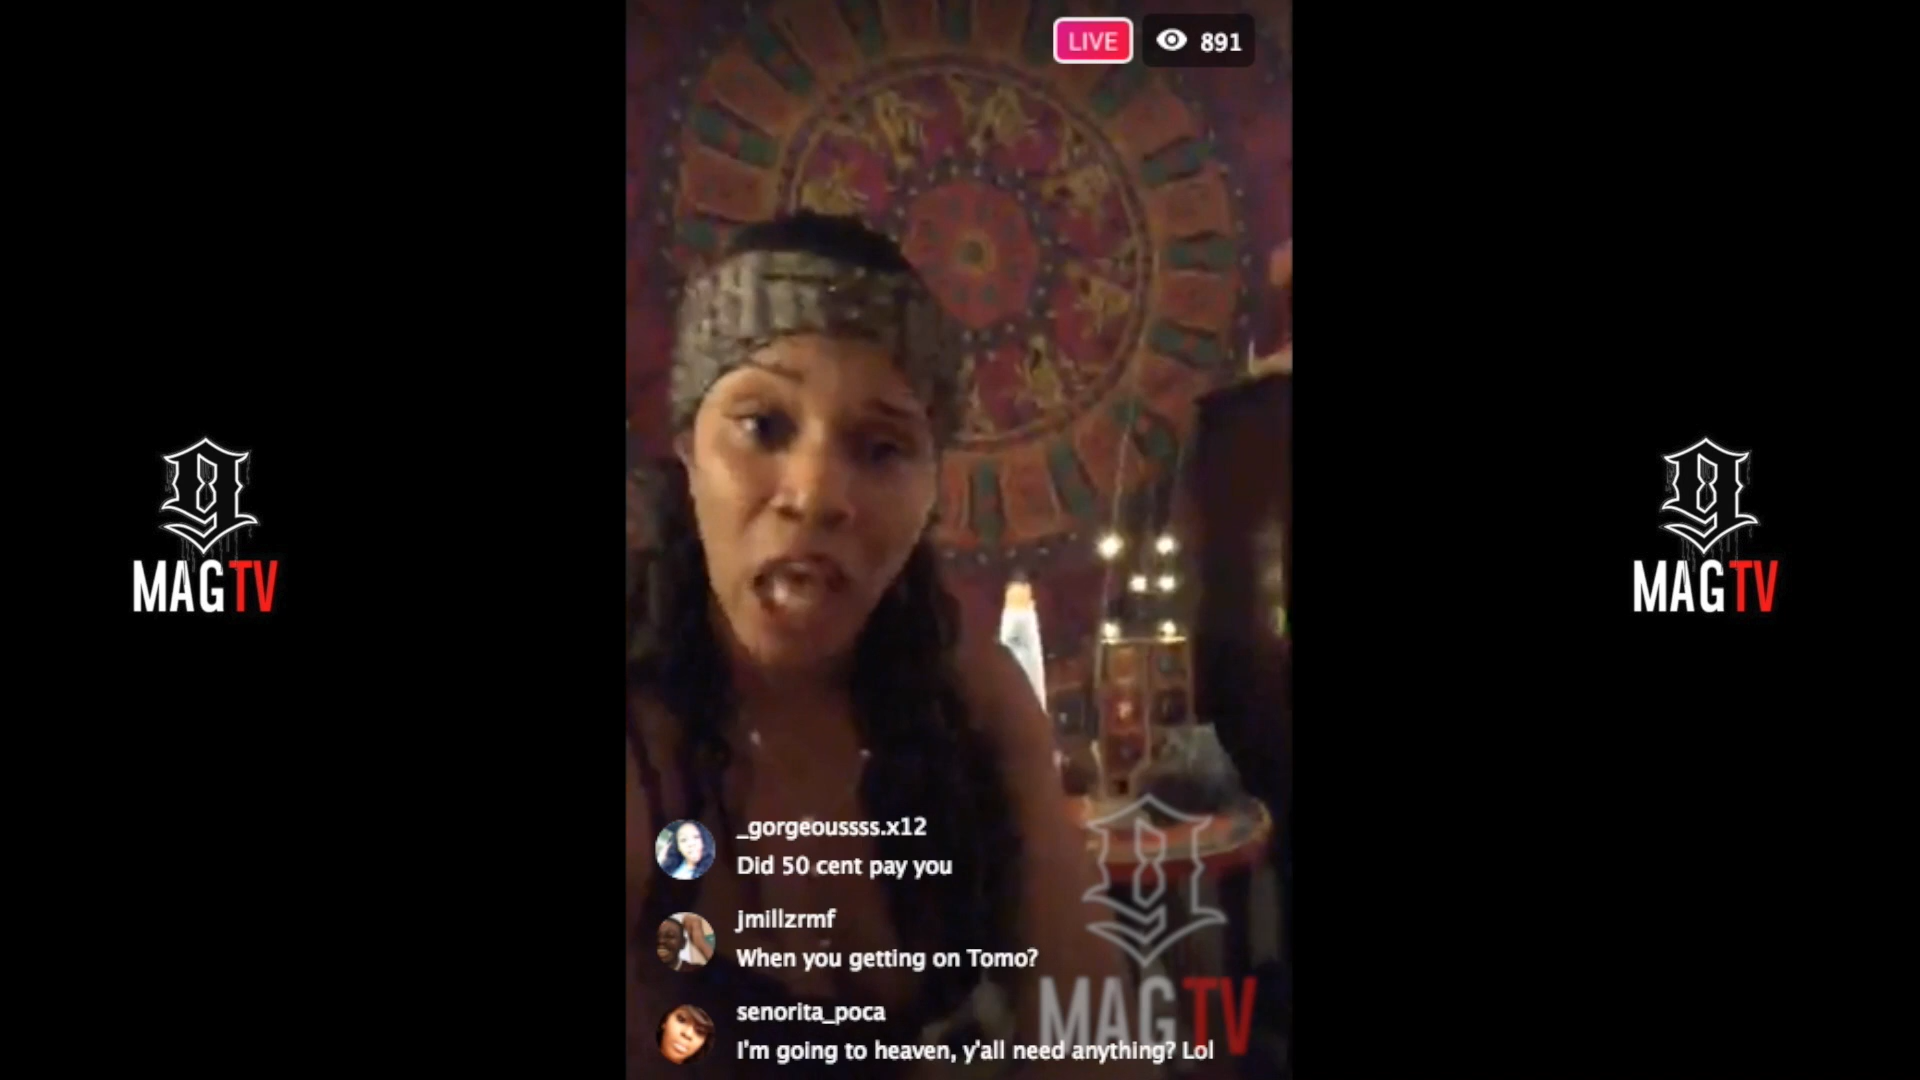 LIVE 891
MAGTV
MAGTV
_gorgeoussss.x12
Did 50 cent pay you
jmillzrmf
When you getting on Tomo?
senorita_poca
I'm going to heaven, y'all need anything? Lol
MAGTV